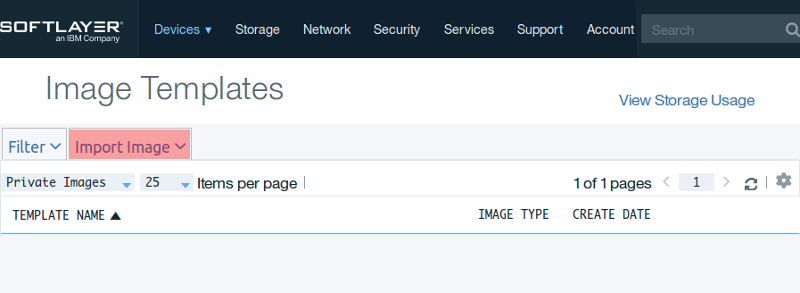 SOFTLAYER®
an IBM Company
Devices ▾ Storage Network Security Services Support Account Search
Image Templates
View Storage Usage
Filter Import Image
Private Images 25 Items per page | 1 of 1 pages 1 |
TEMPLATE NAME ▲ IMAGE TYPE CREATE DATE